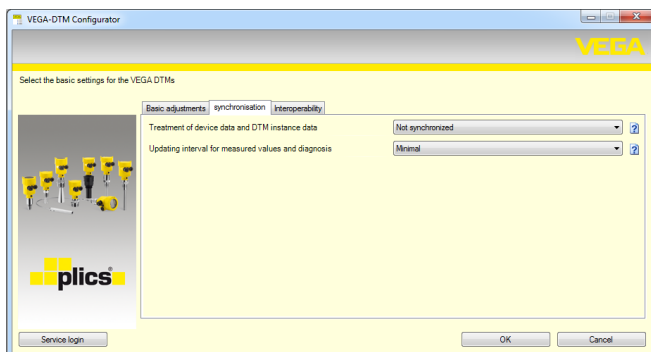 VEGA-DTM Configurator
VEGA
Select the basic settings for the VEGA DTMs
Basic adjustments synchronisation Interoperability
Treatment of device data and DTM instance data Not synchronized ?
Updating interval for measured values and diagnosis Minimal ?
plics®
Service login OK Cancel